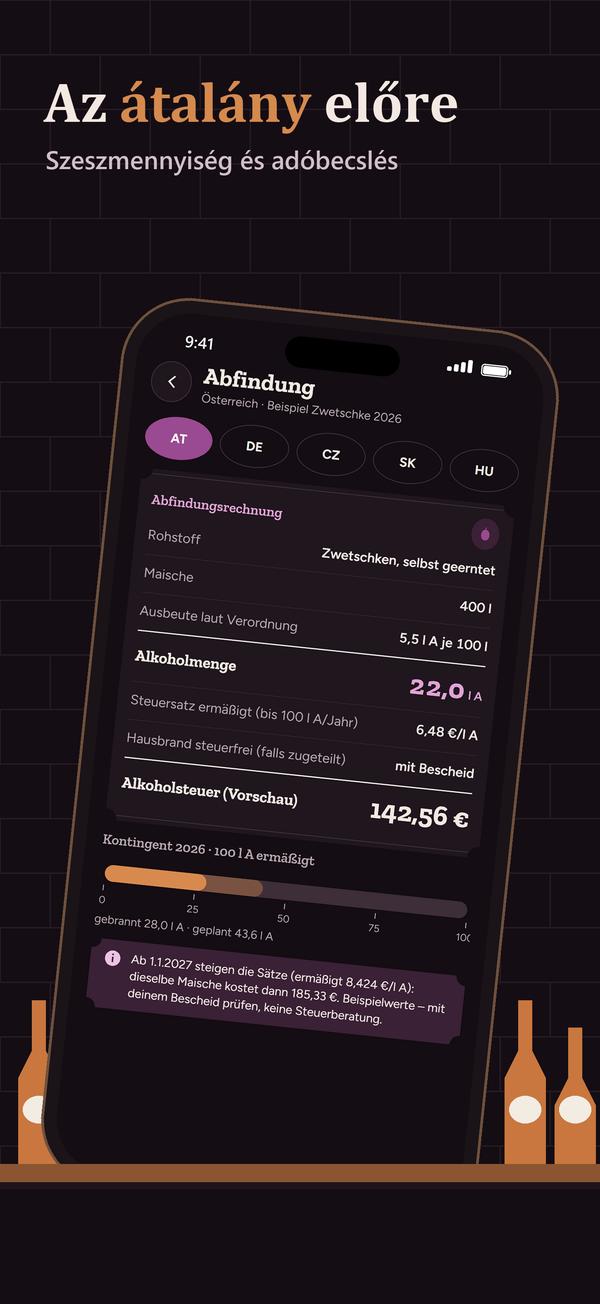 Az átalány előre
Szeszmennyiség és adóbecslés
9:41
Abfindung
Österreich · Beispiel Zwetschke 2026
AT DE CZ SK HU
Abfindungsrechnung
Rohstoff Zwetschken, selbst geerntet
Maische 400 l
Ausbeute laut Verordnung 5,5 l A je 100 l
Alkoholmenge 22,0 l A
Steuersatz ermäßigt (bis 100 l A/Jahr) 6,48 €/l A
Hausbrand steuerfrei (falls zugeteilt) mit Bescheid
Alkoholsteuer (Vorschau) 142,56 €
Kontingent 2026 · 100 l A ermäßigt
0 25 50 75 100
gebrannt 28,0 l A · geplant 43,6 l A
Ab 1.1.2027 steigen die Sätze (ermäßigt 8,424 €/l A):
dieselbe Maische kostet dann 185,33 €. Beispielwerte – mit
deinem Bescheid prüfen, keine Steuerberatung.